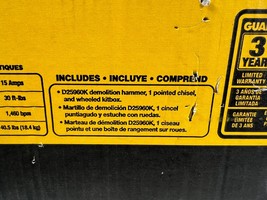 GUAR
3
YEAR
LIMITED
WARRANTY
3 AÑOS DE
GARANTÍA
LIMITADA
GARANTIE
LIMITÉE
DE 3 ANS
TIQUES
15 Amps
30 ft-lbs
1,450 bpm
40.5 lbs (18.4 kg)
INCLUDES • INCLUYE • COMPREND
• D25960K demolition hammer, 1 pointed chisel,
and wheeled kitbox.
• Martillo de demolición D25960K, 1 cincel
puntiagudo y estuche con ruedas.
• Marteau de démolition D25960K, 1 ciseau
pointu et une boîte de rangement sur roues.